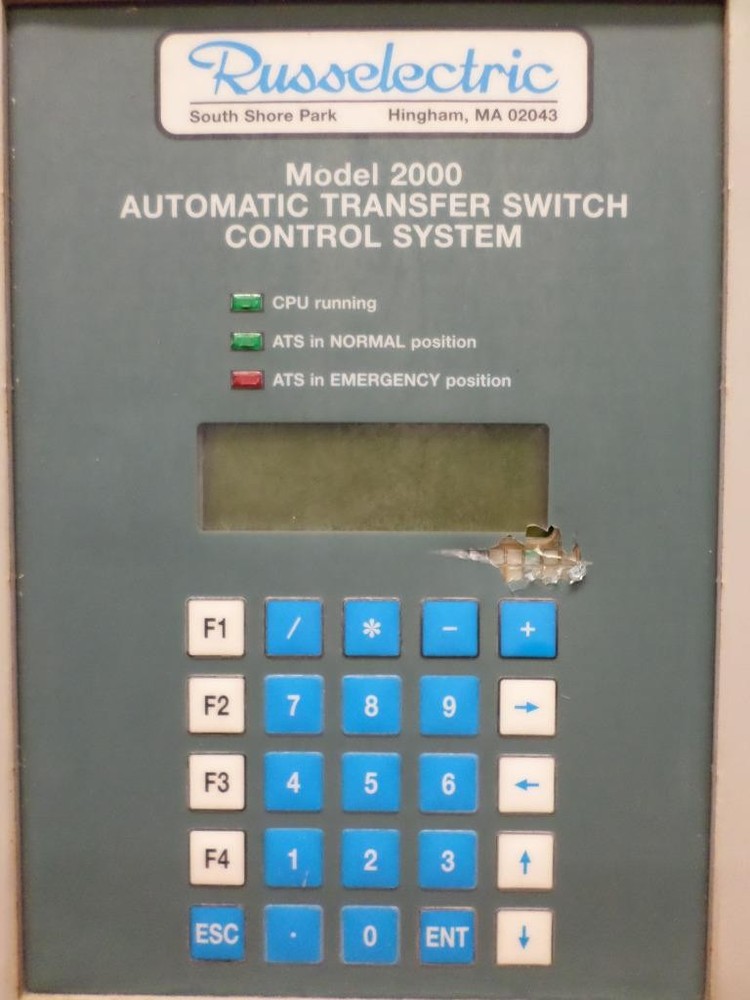 Russelectric
South Shore Park Hingham, MA 02043
Model 2000
AUTOMATIC TRANSFER SWITCH
CONTROL SYSTEM
CPU running
ATS in NORMAL position
ATS in EMERGENCY position
F1 / * - +
F2 7 8 9 →
F3 4 5 6 ←
F4 1 2 3 ↑
ESC . 0 ENT ↓